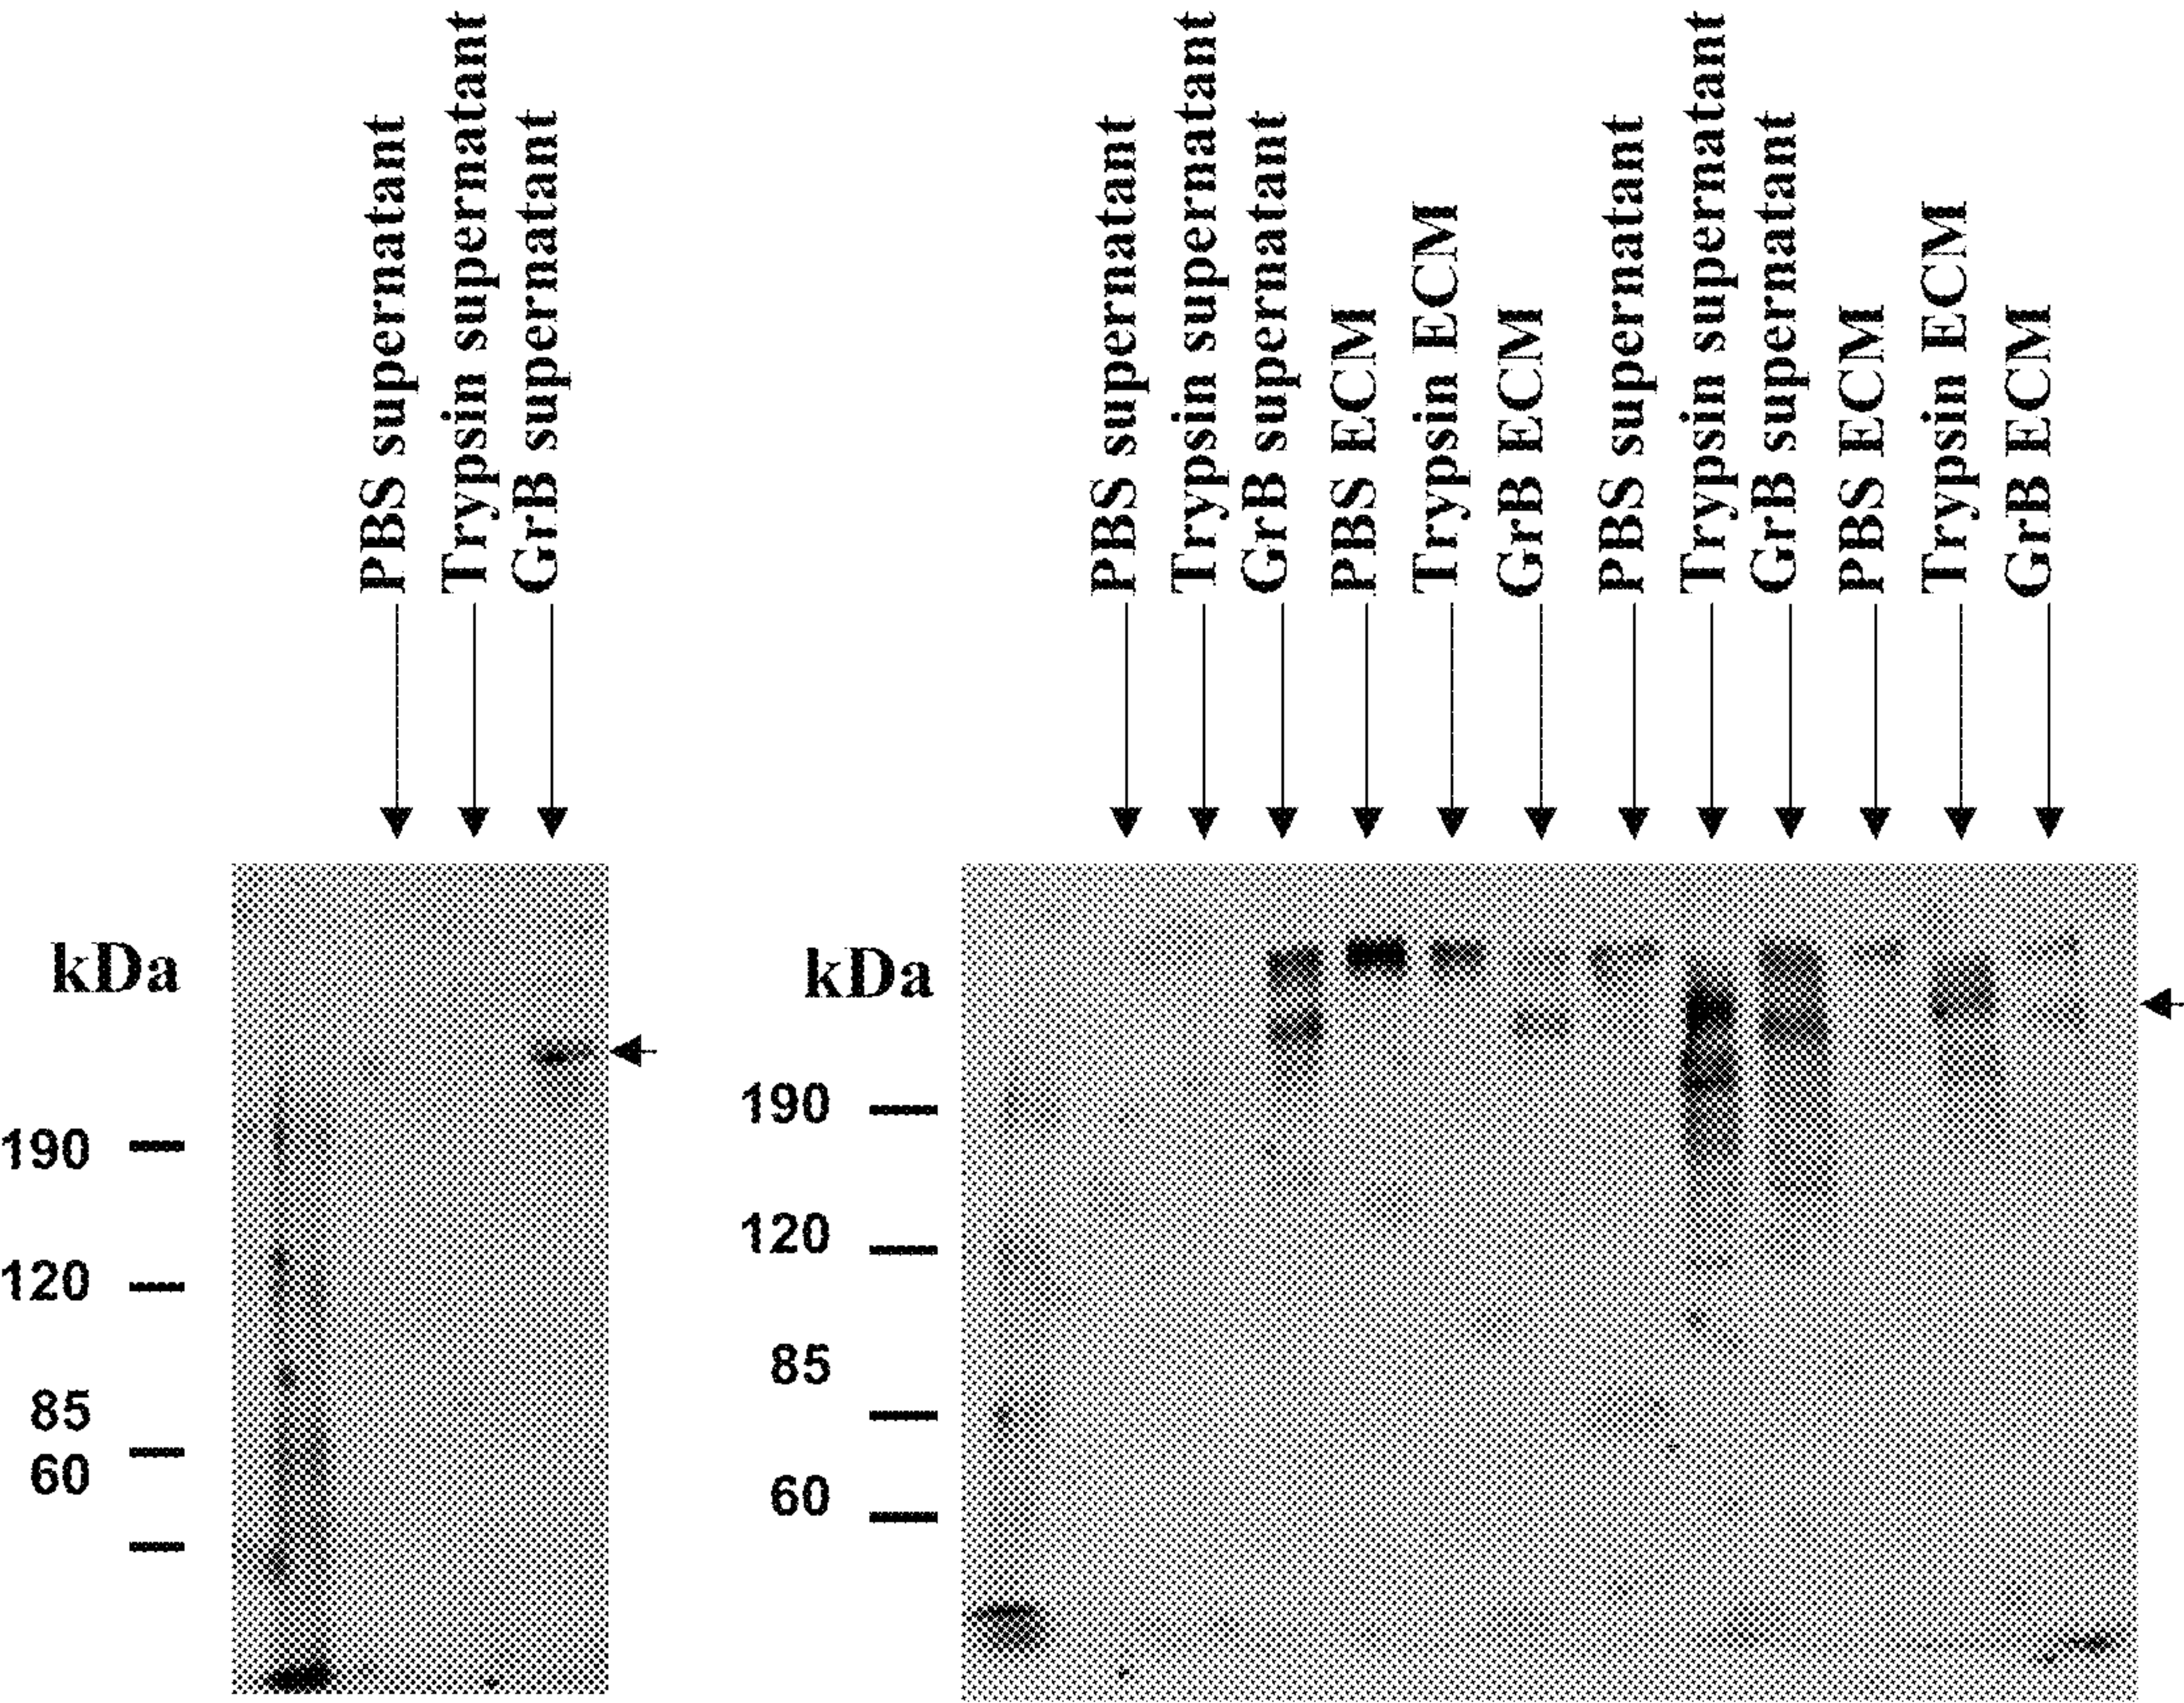 PBS supernatant
Trypsin supernatant
GrB supernatant
kDa
190
120
85
60
PBS supernatant
Trypsin supernatant
GrB supernatant
PBS ECM
Trypsin ECM
GrB ECM
PBS supernatant
Trypsin supernatant
GrB supernatant
PBS ECM
Trypsin ECM
GrB ECM
kDa
190
120
85
60